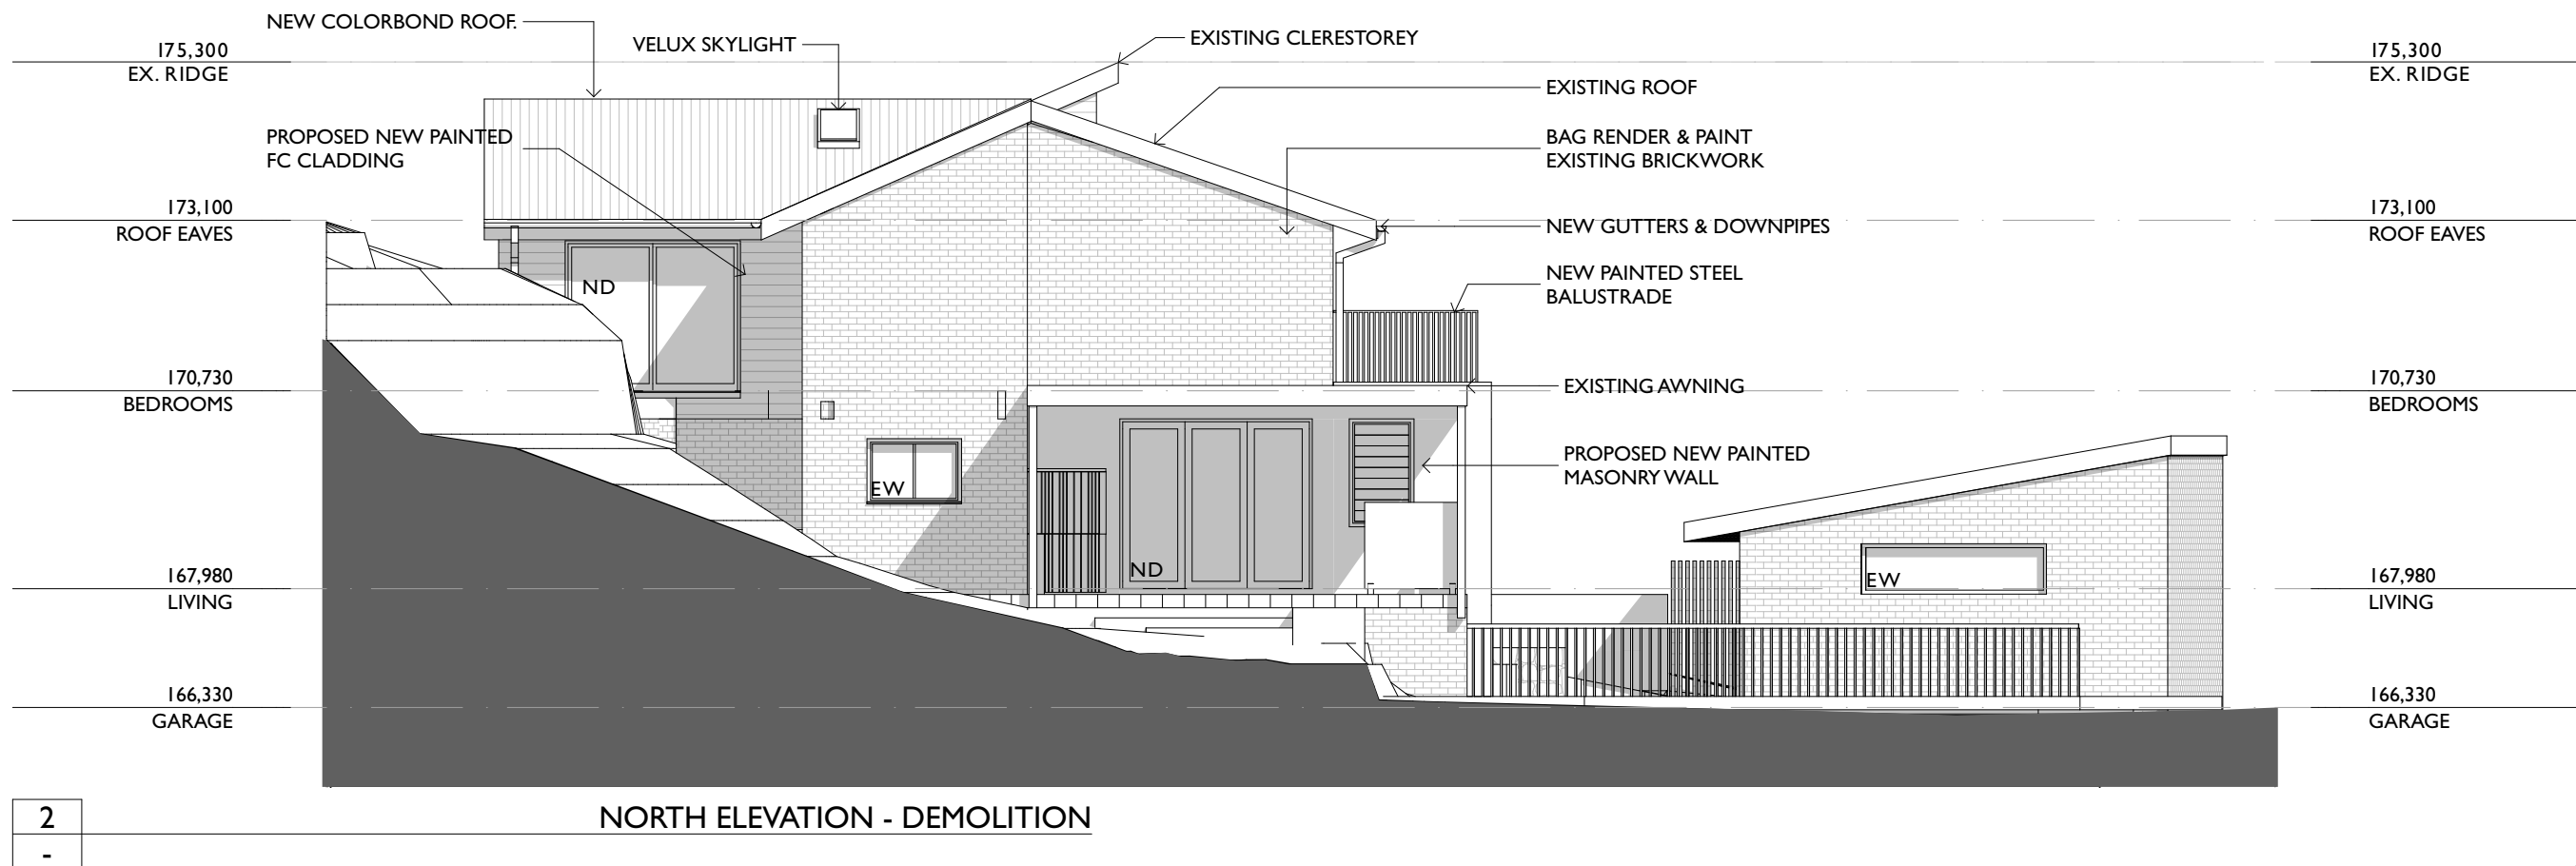 NEW COLORBOND ROOF.
VELUX SKYLIGHT
EXISTING CLERESTOREY
175,300
EX. RIDGE
175,300
EX. RIDGE
EXISTING ROOF
PROPOSED NEW PAINTED
FC CLADDING
BAG RENDER & PAINT
EXISTING BRICKWORK
173,100
ROOF EAVES
NEW GUTTERS & DOWNPIPES
173,100
ROOF EAVES
ND
NEW PAINTED STEEL
BALUSTRADE
170,730
BEDROOMS
EXISTING AWNING
170,730
BEDROOMS
PROPOSED NEW PAINTED
MASONRY WALL
EW
ND
EW
167,980
LIVING
167,980
LIVING
166,330
GARAGE
166,330
GARAGE
2
-
NORTH ELEVATION - DEMOLITION